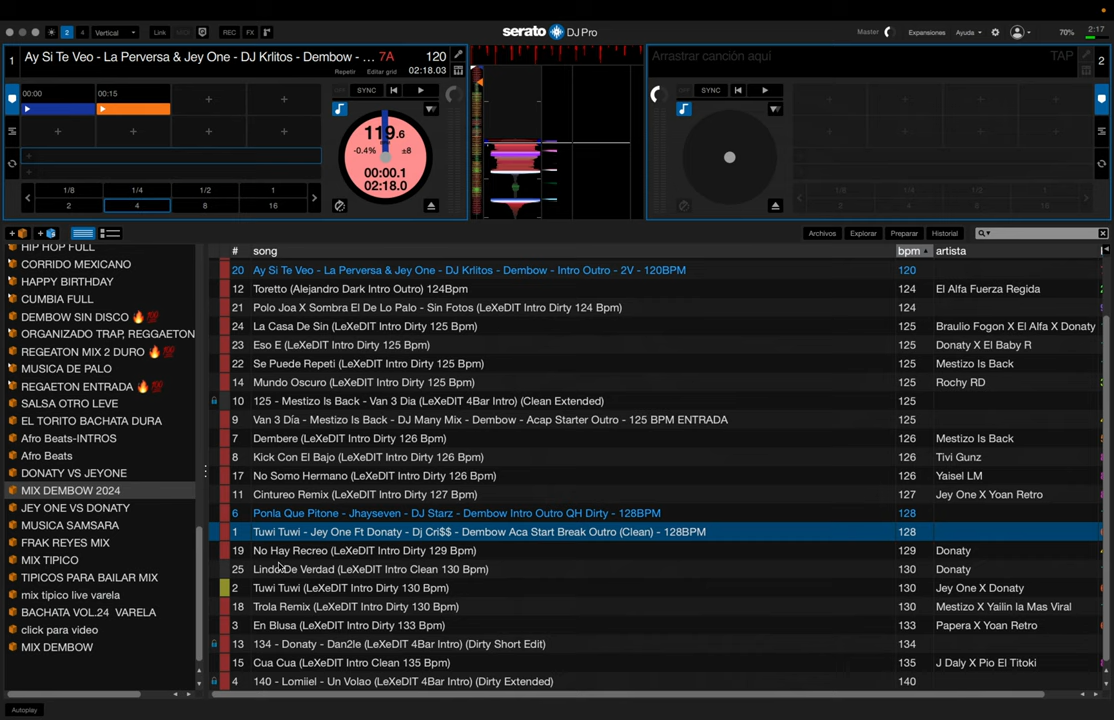 2 4 Vertical Link MIDI REC FX serato DJ Pro Master Expansiones Ayuda 70% 2:17
1 Ay Si Te Veo - La Perversa & Jey One - DJ Krlitos - Dembow - ... 7A 120
Repetir Editar grid 02:18.03
Arrastrar canción aquí TAP 2
00:00 00:15
SYNC
SYNC
119.6
-0.4% ±8
00:00.1
02:18.0
1/8 1/4 1/2 1
2 4 8 16
1/8 1/4 1/2 1
2 4 8 16
Archivos Explorar Preparar Historial
# song bpm artista
HIP HOP FULL
CORRIDO MEXICANO
HAPPY BIRTHDAY
CUMBIA FULL
DEMBOW SIN DISCO 🔥💯
ORGANIZADO TRAP, REGGAETON
REGEATON MIX 2 DURO 🔥💯
MUSICA DE PALO
REGAETON ENTRADA 🔥💯
SALSA OTRO LEVE
EL TORITO BACHATA DURA
Afro Beats-INTROS
Afro Beats
DONATY VS JEYONE
MIX DEMBOW 2024
JEY ONE VS DONATY
MUSICA SAMSARA
FRAK REYES MIX
MIX TIPICO
TIPICOS PARA BAILAR MIX
mix tipico live varela
BACHATA VOL.24 VARELA
click para video
MIX DEMBOW
20 Ay Si Te Veo - La Perversa & Jey One - DJ Krlitos - Dembow - Intro Outro - 2V - 120BPM 120
12 Toretto (Alejandro Dark Intro Outro) 124Bpm 124 El Alfa Fuerza Regida
21 Polo Joa X Sombra El De Lo Palo - Sin Fotos (LeXeDIT Intro Dirty 124 Bpm) 124
24 La Casa De Sin (LeXeDIT Intro Dirty 125 Bpm) 125 Braulio Fogon X El Alfa X Donaty
23 Eso E (LeXeDIT Intro Dirty 125 Bpm) 125 Donaty X El Baby R
22 Se Puede Repeti (LeXeDIT Intro Dirty 125 Bpm) 125 Mestizo Is Back
14 Mundo Oscuro (LeXeDIT Intro Dirty 125 Bpm) 125 Rochy RD
10 125 - Mestizo Is Back - Van 3 Dia (LeXeDIT 4Bar Intro) (Clean Extended) 125
9 Van 3 Día - Mestizo Is Back - DJ Many Mix - Dembow - Acap Starter Outro - 125 BPM ENTRADA 125
7 Dembere (LeXeDIT Intro Dirty 126 Bpm) 126 Mestizo Is Back
8 Kick Con El Bajo (LeXeDIT Intro Dirty 126 Bpm) 126 Tivi Gunz
17 No Somo Hermano (LeXeDIT Intro Dirty 126 Bpm) 126 Yaisel LM
11 Cintureo Remix (LeXeDIT Intro Dirty 127 Bpm) 127 Jey One X Yoan Retro
6 Ponla Que Pitone - Jhayseven - DJ Starz - Dembow Intro Outro QH Dirty - 128BPM 128
1 Tuwi Tuwi - Jey One Ft Donaty - Dj Cri$$ - Dembow Aca Start Break Outro (Clean) - 128BPM 128
19 No Hay Recreo (LeXeDIT Intro Dirty 129 Bpm) 129 Donaty
25 Linda De Verdad (LeXeDIT Intro Clean 130 Bpm) 130 Donaty
2 Tuwi Tuwi (LeXeDIT Intro Dirty 130 Bpm) 130 Jey One X Donaty
18 Trola Remix (LeXeDIT Intro Dirty 130 Bpm) 130 Mestizo X Yailin la Mas Viral
3 En Blusa (LeXeDIT Intro Dirty 133 Bpm) 133 Papera X Yoan Retro
13 134 - Donaty - Dan2le (LeXeDIT 4Bar Intro) (Dirty Short Edit) 134
15 Cua Cua (LeXeDIT Intro Clean 135 Bpm) 135 J Daly X Pio El Titoki
4 140 - Lomiiel - Un Volao (LeXeDIT 4Bar Intro) (Dirty Extended) 140
Autoplay